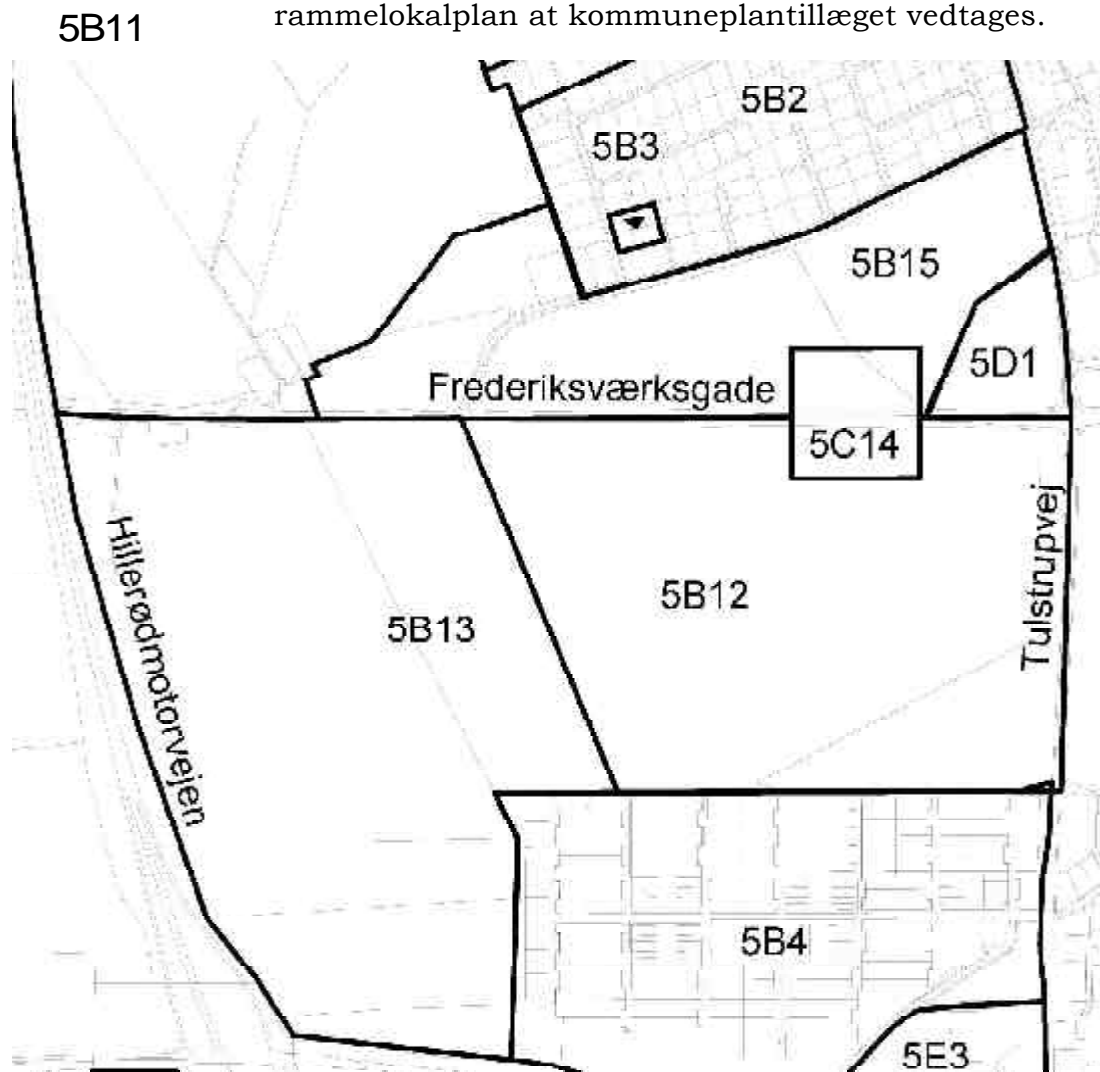 rammelokalplan at kommuneplantillæget vedtages.
5B11
5B2
5B3
5B15
5D1
Frederiksværksgade
5C14
Hillerødmotorvejen
Tulstrupvej
5B12
5B13
5B4
5E3